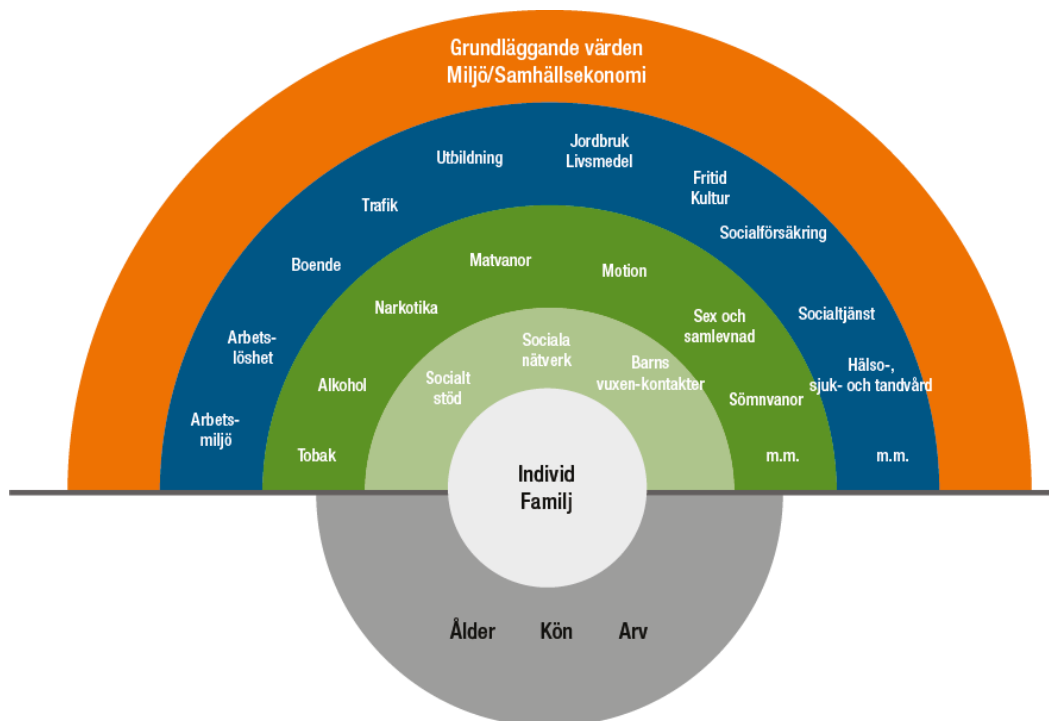 Grundläggande värden
Miljö/Samhällsekonomi
Arbets-
miljö
Arbets-
löshet
Boende
Trafik
Utbildning
Jordbruk
Livsmedel
Fritid
Kultur
Socialförsäkring
Socialtjänst
Hälso-,
sjuk- och tandvård
m.m.
Tobak
Alkohol
Narkotika
Matvanor
Motion
Sex och
samlevnad
Sömnvanor
m.m.
Socialt
stöd
Sociala
nätverk
Barns
vuxen-kontakter
Individ
Familj
Ålder Kön Arv